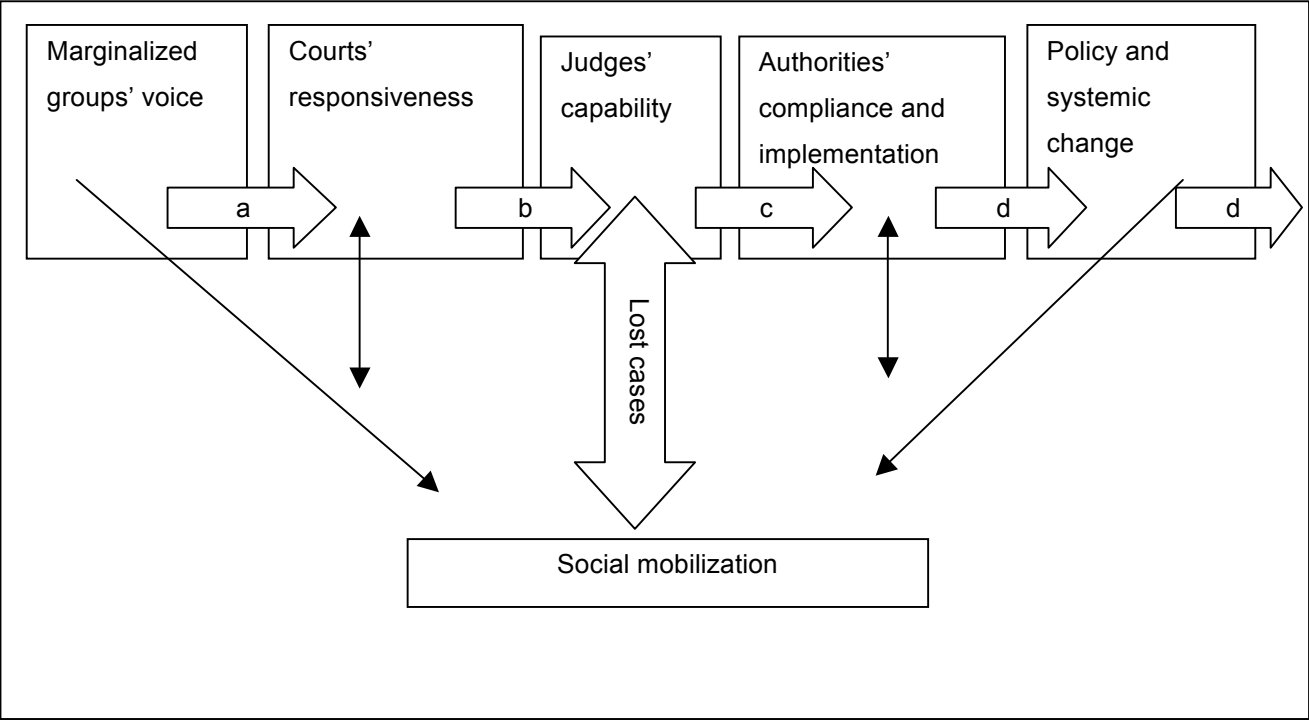 Marginalized
groups’ voice
Courts’
responsiveness
Judges’
capability
Authorities’
compliance and
implementation
Policy and
systemic
change
a
b
c
d
d
Lost cases
Social mobilization